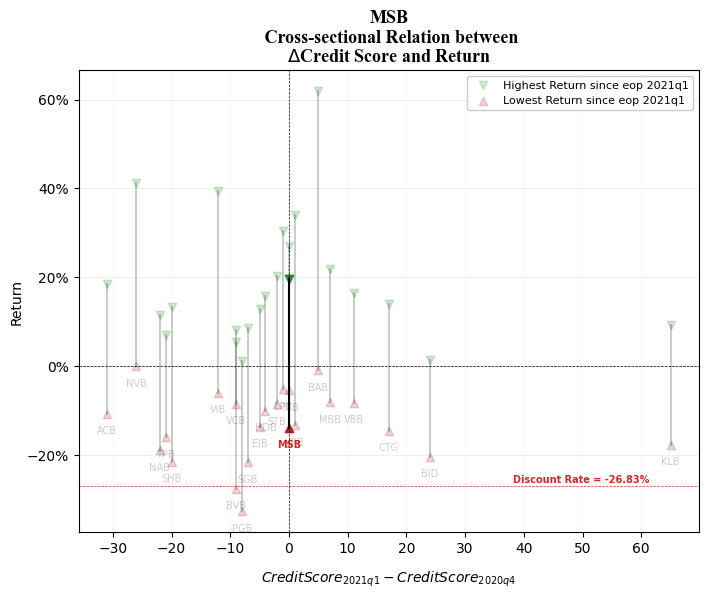 MSB
Cross-sectional Relation between
ΔCredit Score and Return
Highest Return since eop 2021q1
Lowest Return since eop 2021q1
Return
60%
40%
20%
0%
−20%
NVB
BAB
VIB
ACB
VCB
STB
MBB
VBB
EIB
MSB
CTG
NAB
SHB
SGB
BID
KLB
BVB
PGB
Discount Rate = -26.83%
−30
−20
−10
0
10
20
30
40
50
60
CreditScore2021q1 − CreditScore2020q4